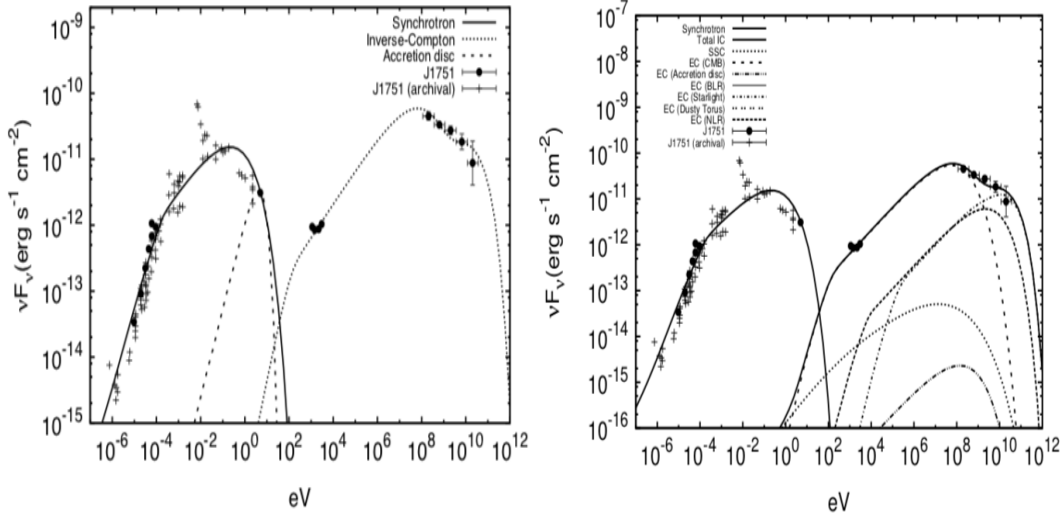 10^-9
10^-10
10^-11
10^-12
10^-13
10^-14
10^-15
νFν(erg s^-1 cm^-2)
Synchrotron
Inverse-Compton
Accretion disc
J1751
J1751 (archival)
10^-6 10^-4 10^-2 10^0 10^2 10^4 10^6 10^8 10^10 10^12
eV
10^-7
10^-8
10^-9
10^-10
10^-11
10^-12
10^-13
10^-14
10^-15
10^-16
νFν(erg s^-1 cm^-2)
Synchrotron
Total IC
SSC
EC (CMB)
EC (Accretion disc)
EC (BLR)
EC (Starlight)
EC (Dusty Torus)
EC (NLR)
J1751
J1751 (archival)
10^-6 10^-4 10^-2 10^0 10^2 10^4 10^6 10^8 10^10 10^12
eV